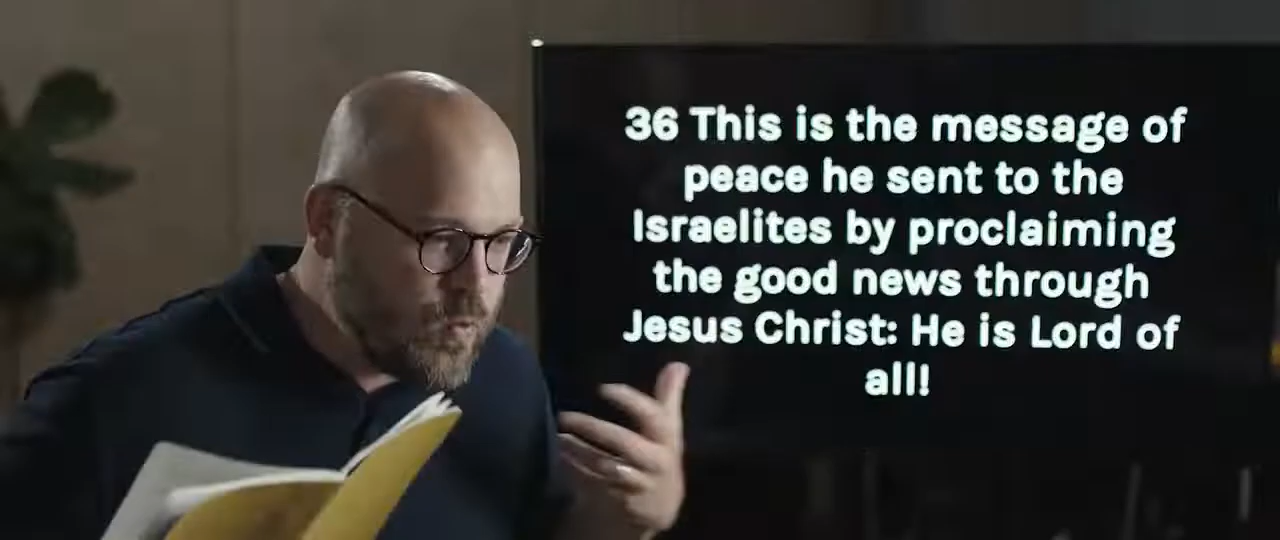 36 This is the message of
peace he sent to the
Israelites by proclaiming
the good news through
Jesus Christ: He is Lord of
all!